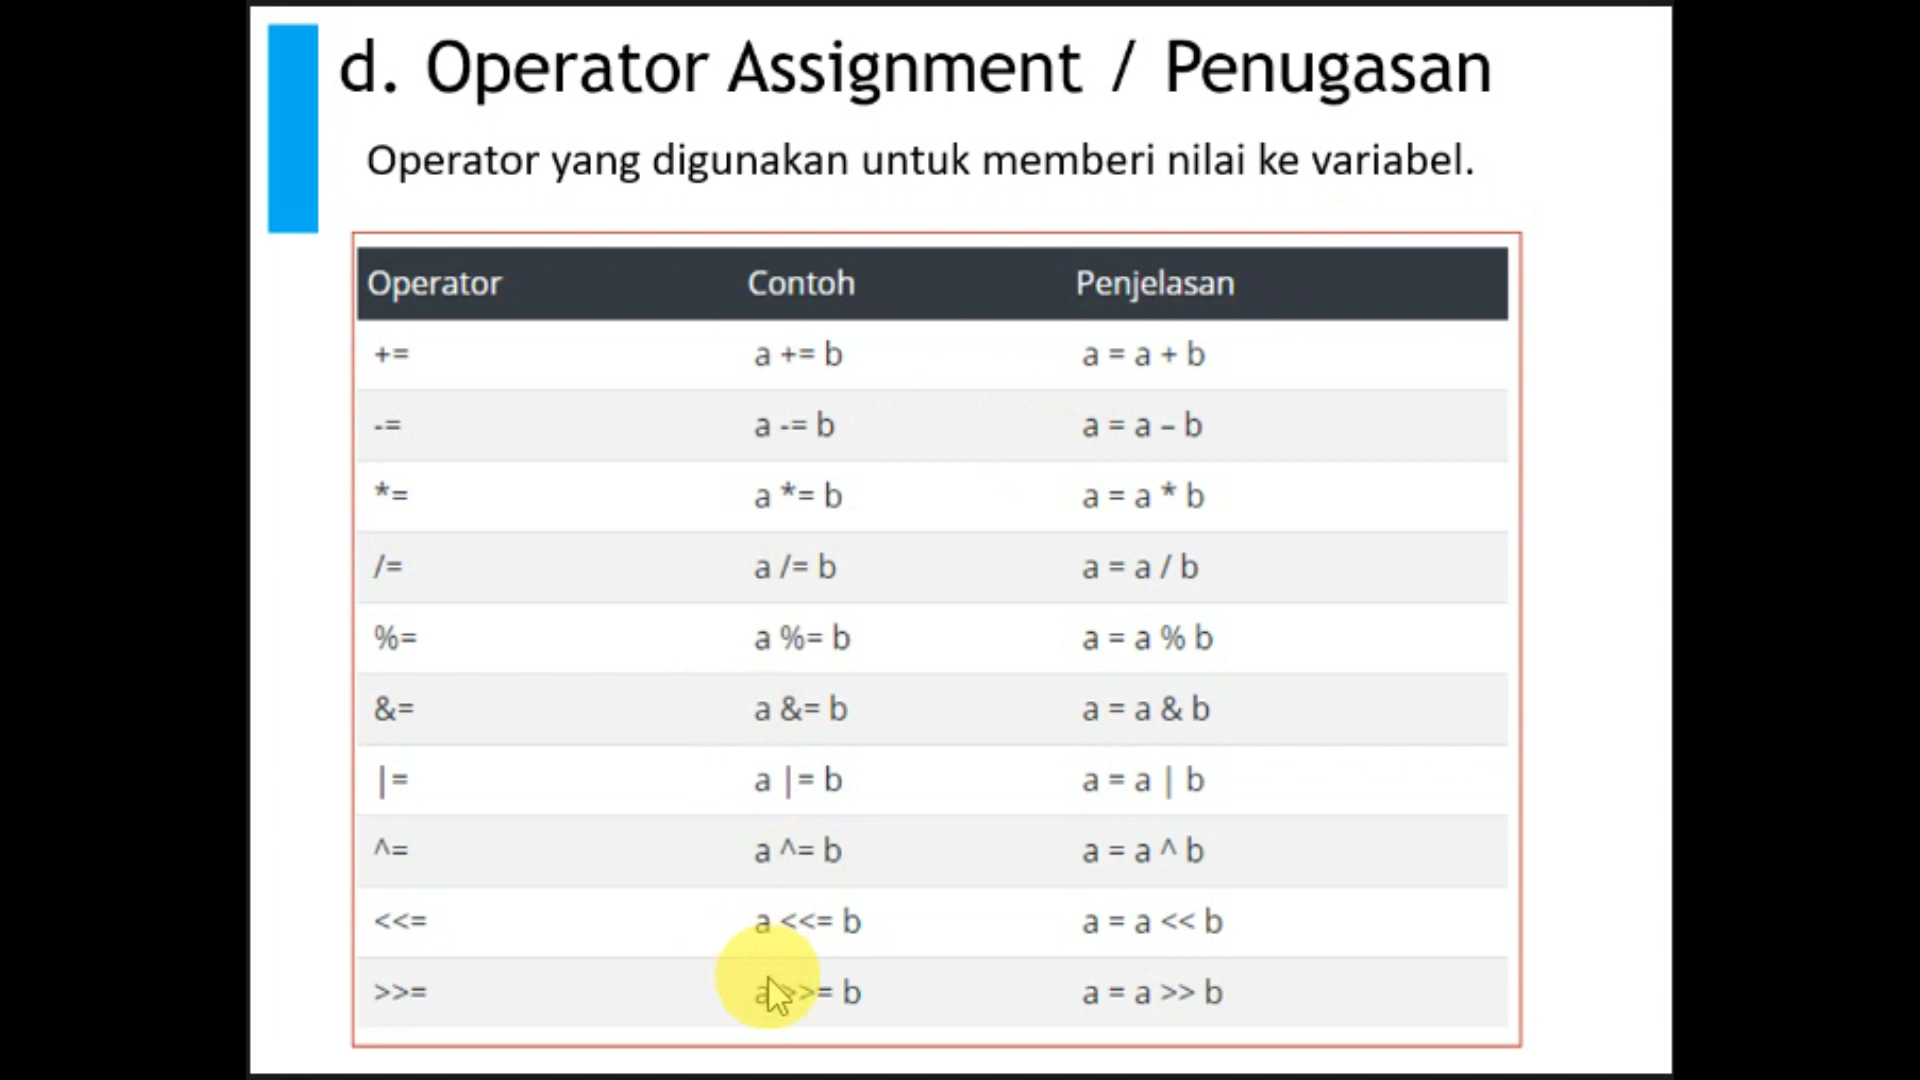 d. Operator Assignment / Penugasan
Operator yang digunakan untuk memberi nilai ke variabel.
Operator Contoh Penjelasan
+= a += b a = a + b
-= a -= b a = a – b
*= a *= b a = a * b
/= a /= b a = a / b
%= a %= b a = a % b
&= a &= b a = a & b
|= a |= b a = a | b
^= a ^= b a = a ^ b
<<= a <<= b a = a << b
>>= a >>= b a = a >> b